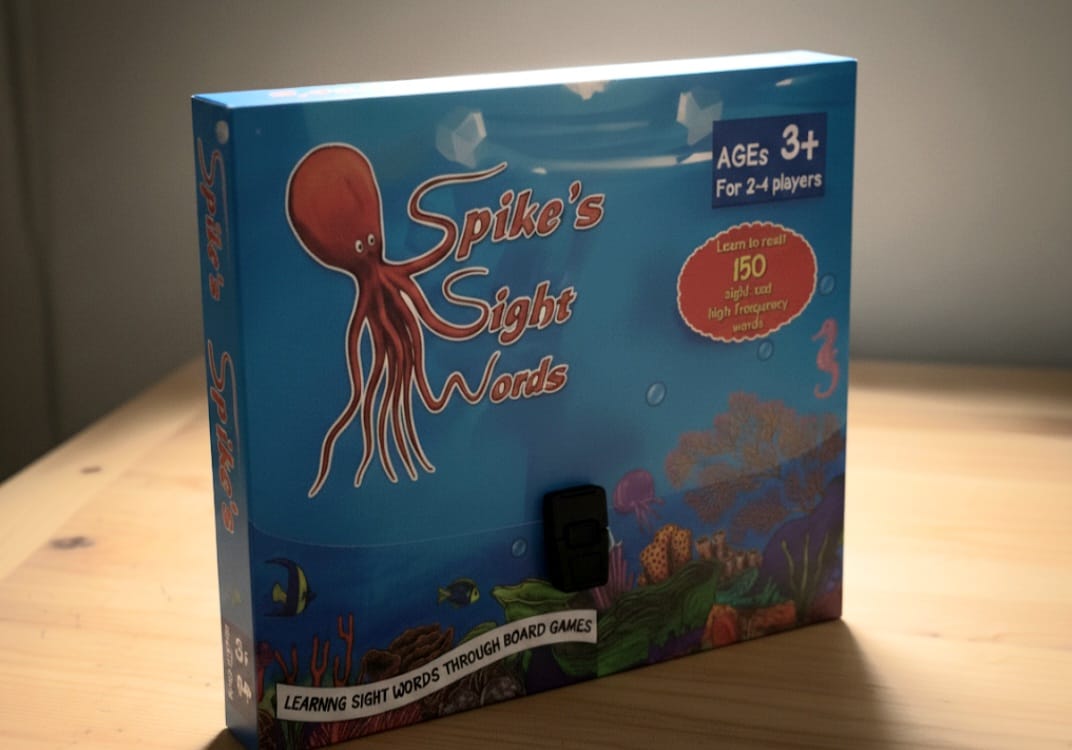 Spike's
Sight
Words
AGEs 3+
For 2-4 players
Learn to read!
150
sight and
high frequency
words
LEARNNG SIGHT WORDS THROUGH BOARD GAMES
Spike's
Spike's